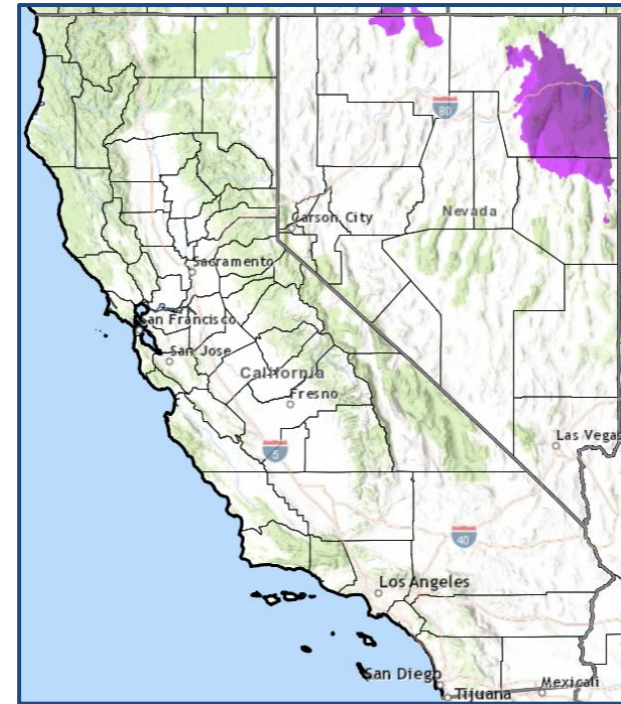 80
Carson City
Nevada
Sacramento
San Francisco
San Jose
California
Fresno
5
Las Vegas
40
Los Angeles
San Diego
Mexicali
Tijuana